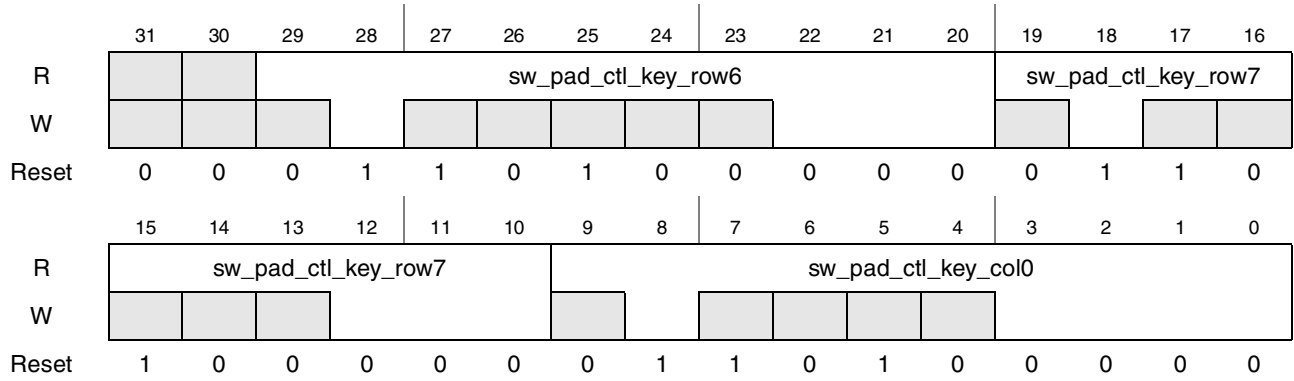 31 30 29 28 27 26 25 24 23 22 21 20 19 18 17 16
R sw_pad_ctl_key_row6 sw_pad_ctl_key_row7
W
Reset 0 0 0 1 1 0 1 0 0 0 0 0 0 1 1 0
15 14 13 12 11 10 9 8 7 6 5 4 3 2 1 0
R sw_pad_ctl_key_row7 sw_pad_ctl_key_col0
W
Reset 1 0 0 0 0 0 0 1 1 0 1 0 0 0 0 0